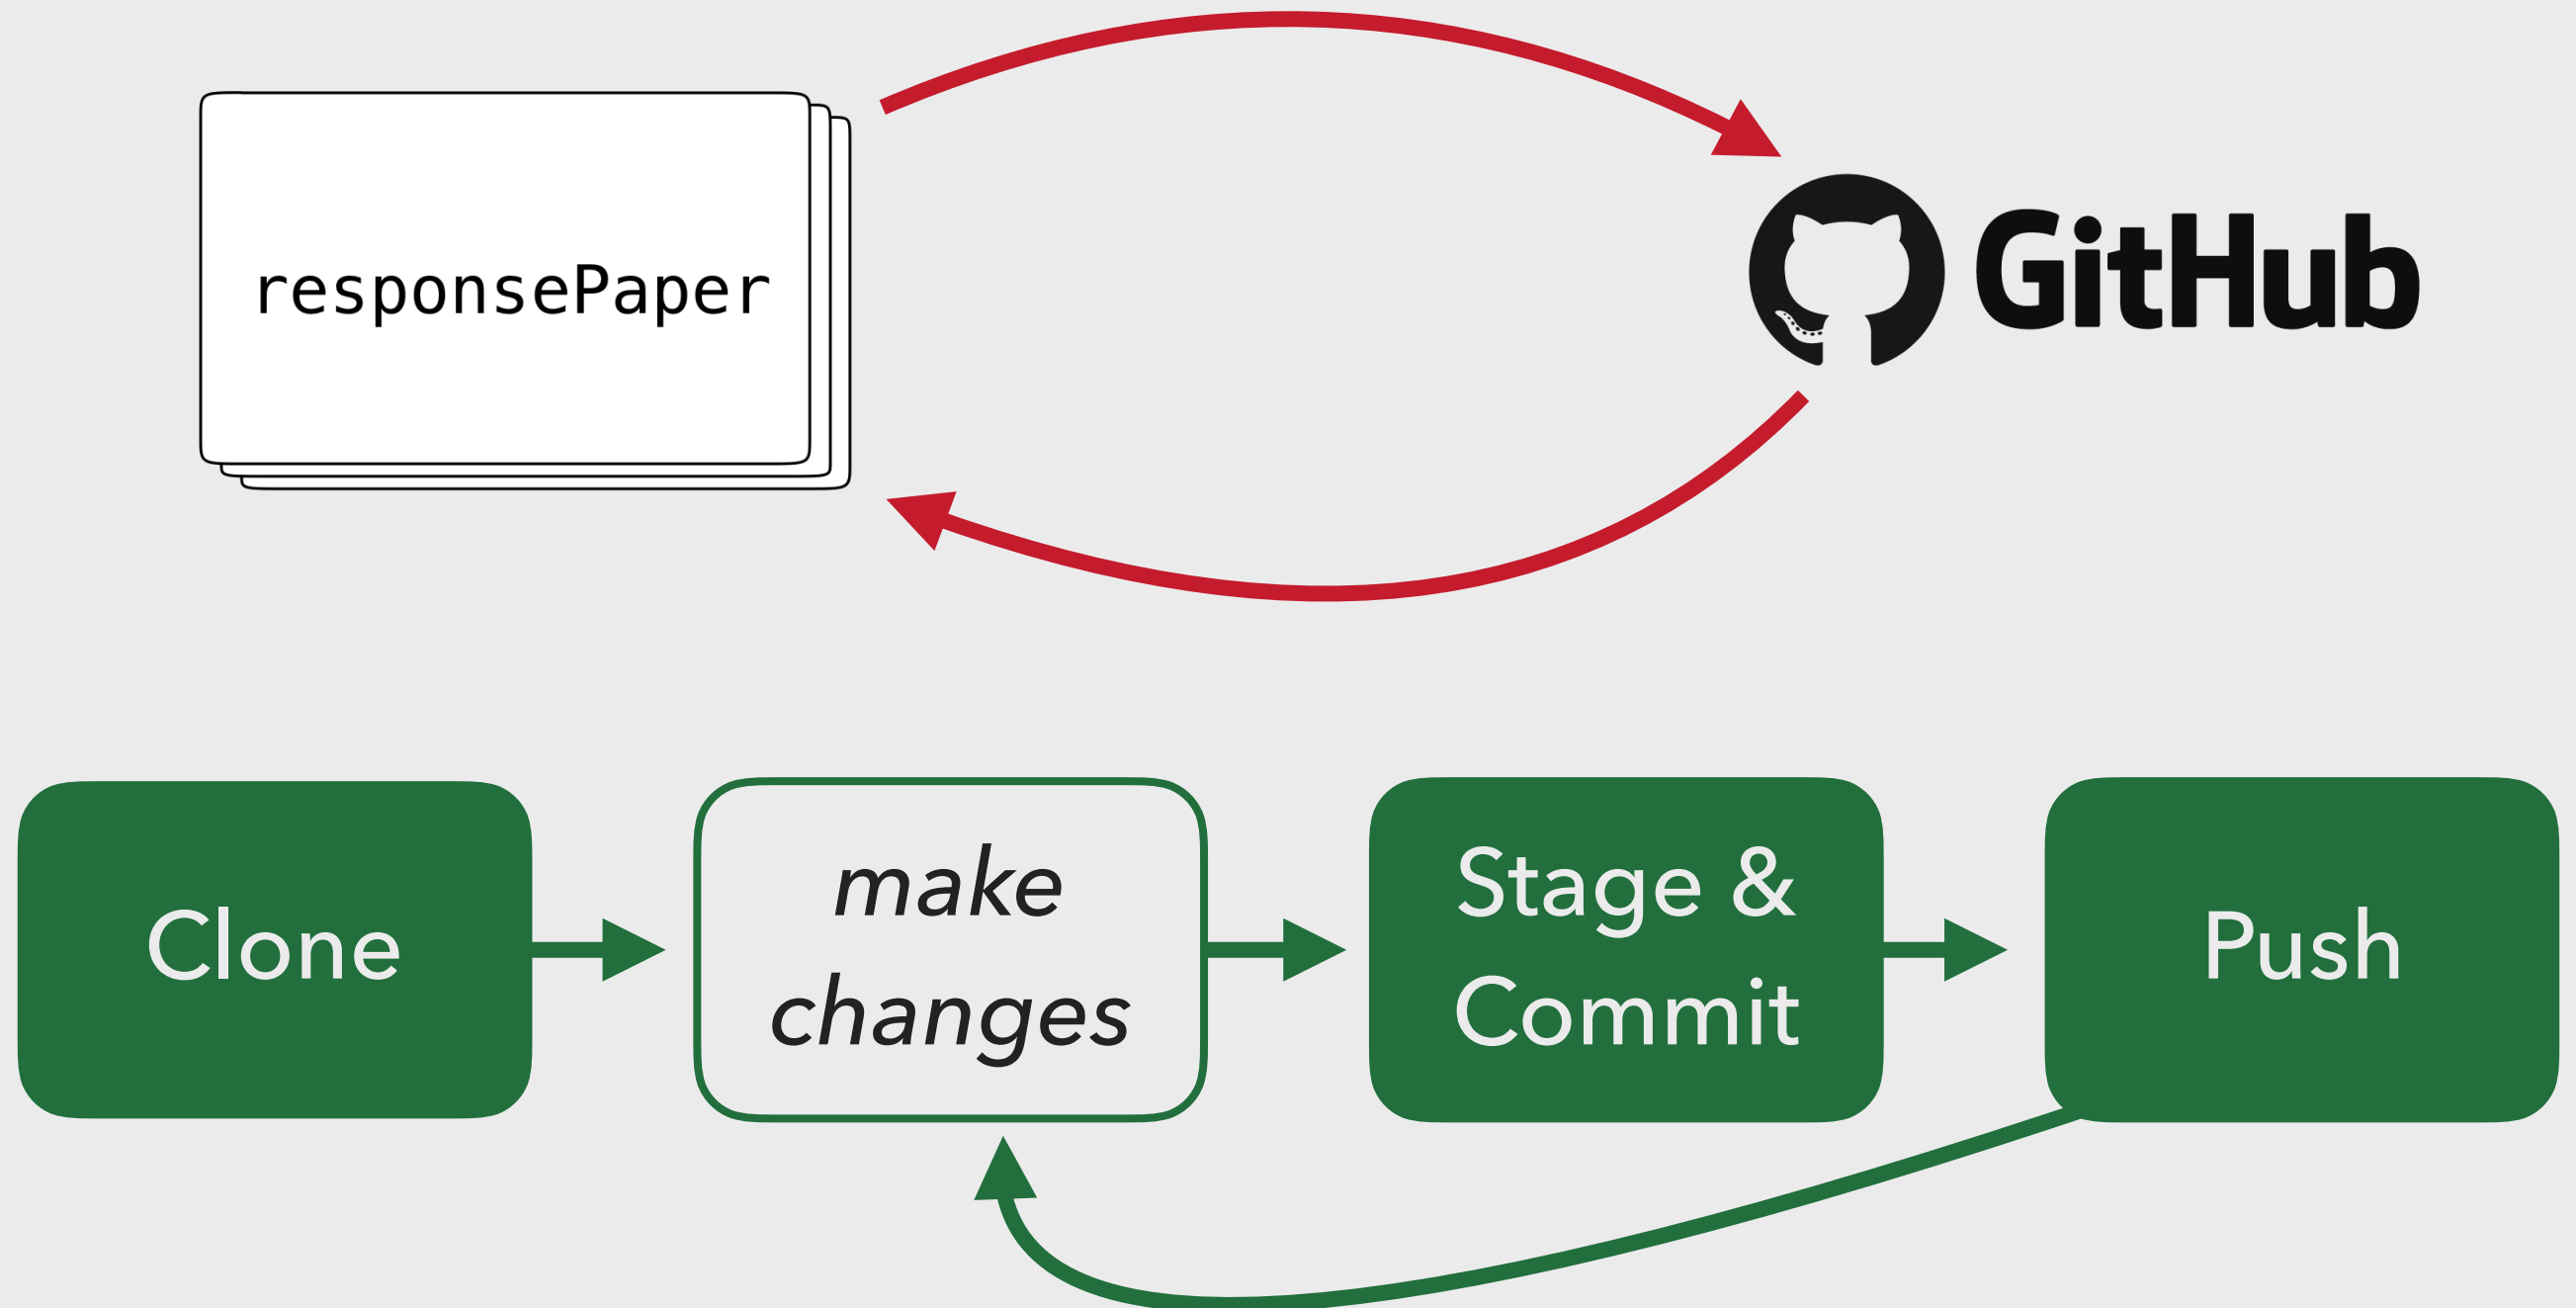 responsePaper
GitHub
Clone
make
changes
Stage &
Commit
Push